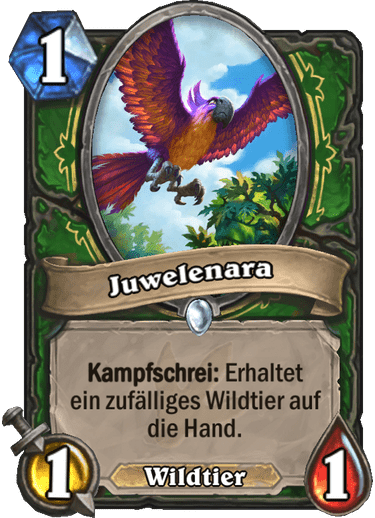 1
Juwelenara
Kampfschrei: Erhaltet
ein zufälliges Wildtier auf
die Hand.
1
Wildtier
1